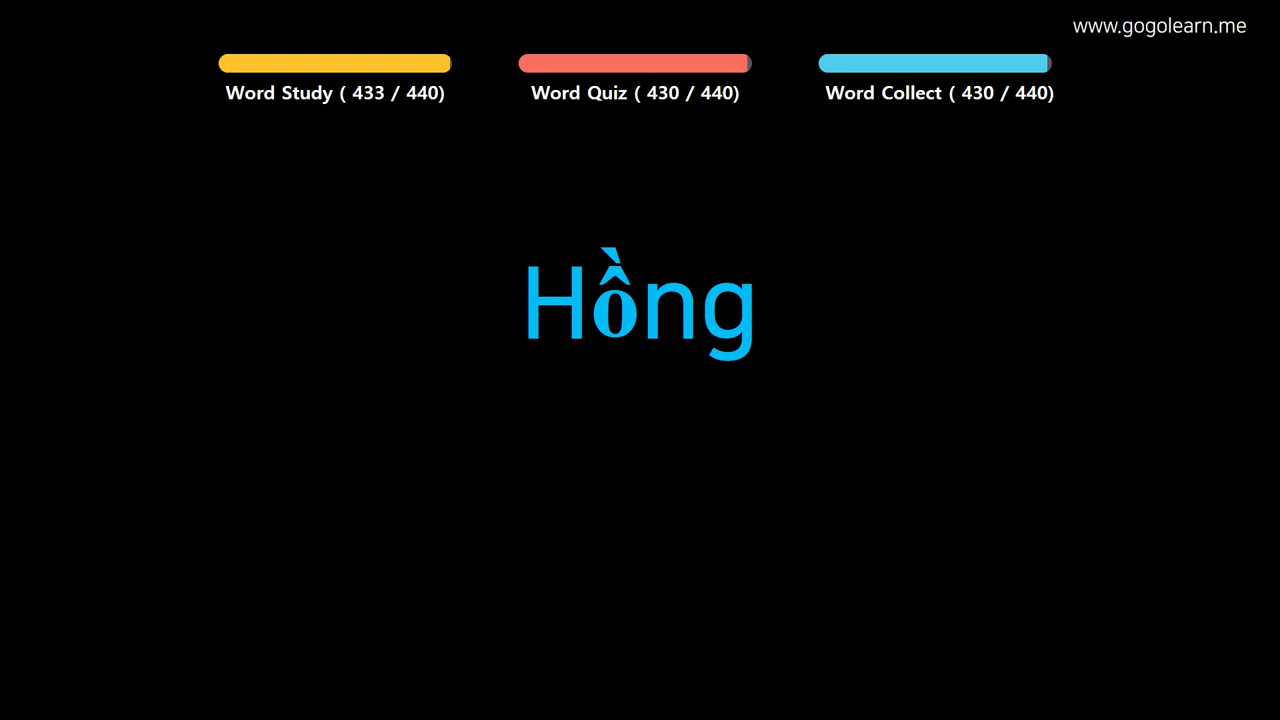 www.gogolearn.me
Word Study ( 433 / 440)
Word Quiz ( 430 / 440)
Word Collect ( 430 / 440)
Hồng